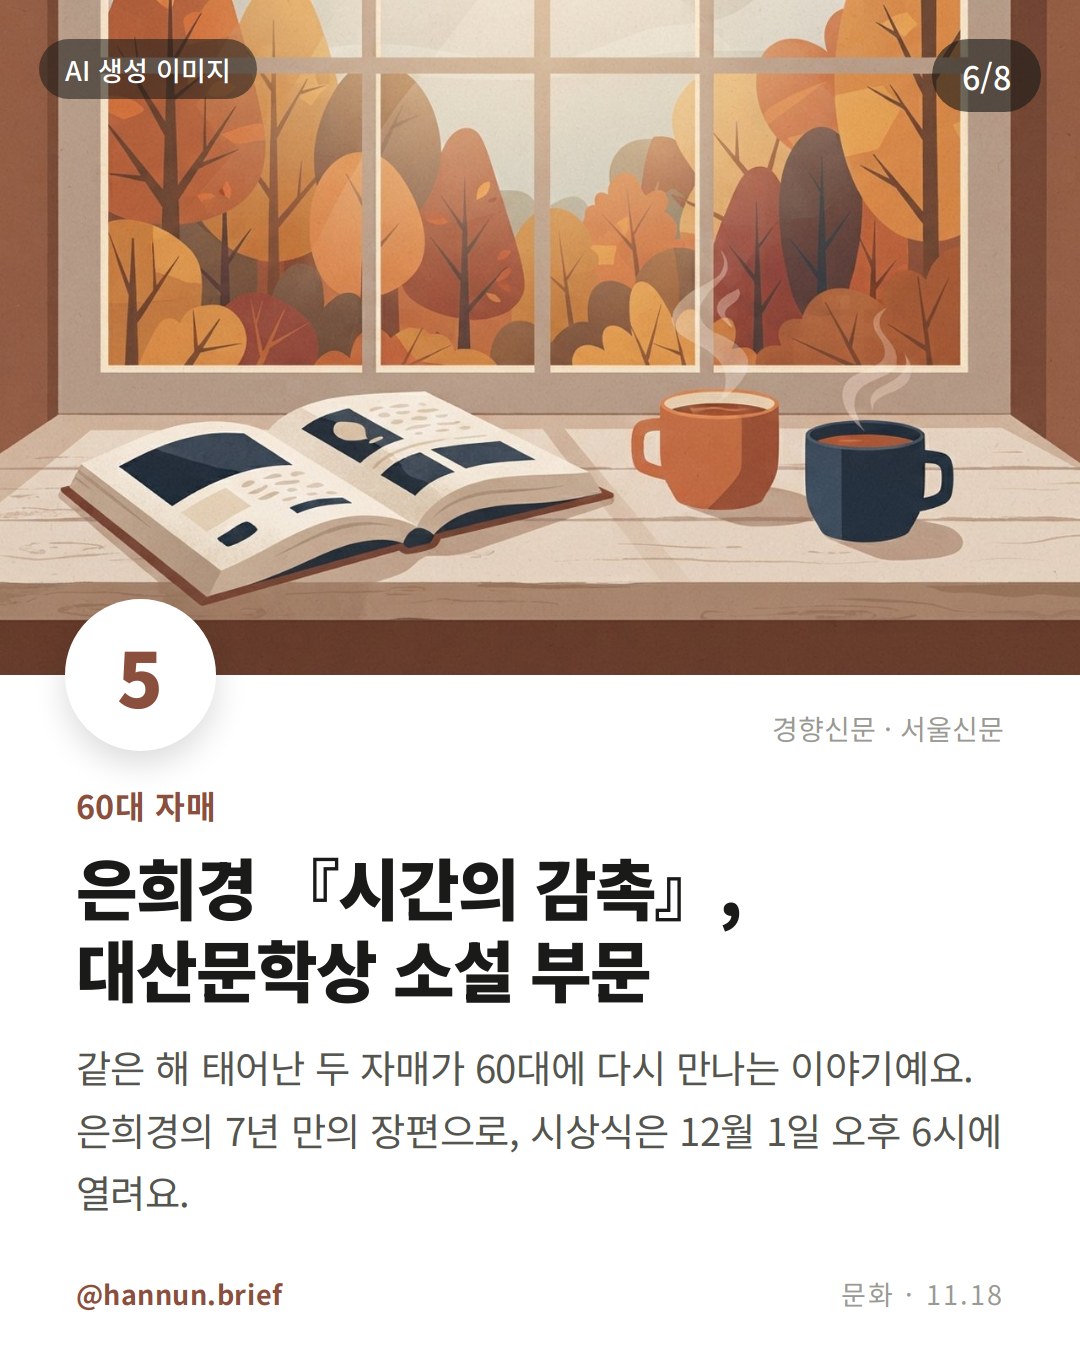 AI 생성 이미지
6/8
5
경향신문 · 서울신문
60대 자매
은희경 『시간의 감촉』,
대산문학상 소설 부문
같은 해 태어난 두 자매가 60대에 다시 만나는 이야기예요.
은희경의 7년 만의 장편으로, 시상식은 12월 1일 오후 6시에
열려요.
@hannun.brief
문화 · 11.18